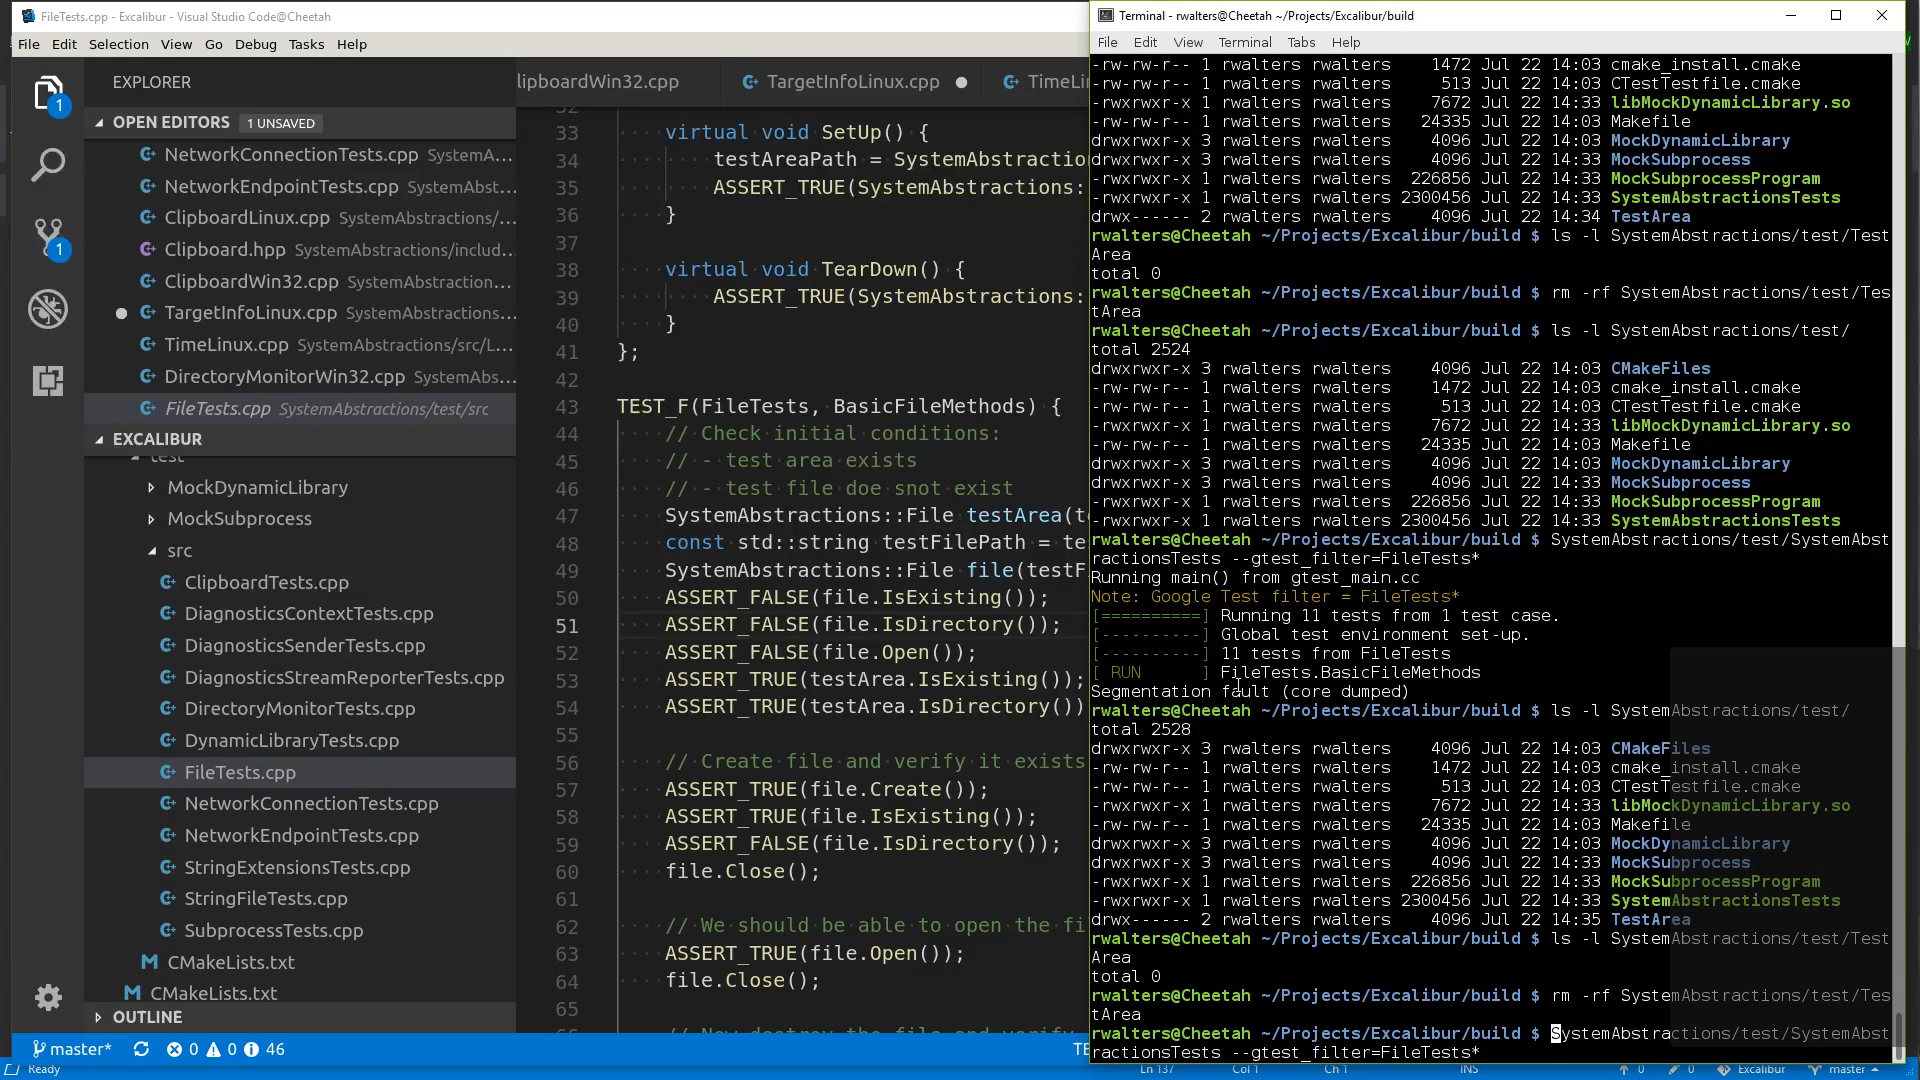 FileTests.cpp - Excalibur - Visual Studio Code@Cheetah
File Edit Selection View Go Debug Tasks Help
1
1
EXPLORER
OPEN EDITORS 1 UNSAVED
NetworkConnectionTests.cpp SystemA...
NetworkEndpointTests.cpp SystemAbst...
ClipboardLinux.cpp SystemAbstractions/...
Clipboard.hpp SystemAbstractions/includ...
ClipboardWin32.cpp SystemAbstraction...
TargetInfoLinux.cpp SystemAbstractions...
TimeLinux.cpp SystemAbstractions/src/L...
DirectoryMonitorWin32.cpp SystemAbs...
FileTests.cpp SystemAbstractions/test/src
EXCALIBUR
test
MockDynamicLibrary
MockSubprocess
src
ClipboardTests.cpp
DiagnosticsContextTests.cpp
DiagnosticsSenderTests.cpp
DiagnosticsStreamReporterTests.cpp
DirectoryMonitorTests.cpp
DynamicLibraryTests.cpp
FileTests.cpp
NetworkConnectionTests.cpp
NetworkEndpointTests.cpp
StringExtensionsTests.cpp
StringFileTests.cpp
SubprocessTests.cpp
CMakeLists.txt
CMakeLists.txt
OUTLINE
lipboardWin32.cpp TargetInfoLinux.cpp TimeLin
32
33 virtual void SetUp() {
34 testAreaPath = SystemAbstraction
35 ASSERT_TRUE(SystemAbstractions:
36 }
37
38 virtual void TearDown() {
39 ASSERT_TRUE(SystemAbstractions:
40 }
41 };
42
43 TEST_F(FileTests, BasicFileMethods) {
44 // Check initial conditions:
45 // - test area exists
46 // - test file doe snot exist
47 SystemAbstractions::File testArea(te
48 const std::string testFilePath = tes
49 SystemAbstractions::File file(testF
50 ASSERT_FALSE(file.IsExisting());
51 ASSERT_FALSE(file.IsDirectory());
52 ASSERT_FALSE(file.Open());
53 ASSERT_TRUE(testArea.IsExisting());
54 ASSERT_TRUE(testArea.IsDirectory())
55
56 // Create file and verify it exists
57 ASSERT_TRUE(file.Create());
58 ASSERT_TRUE(file.IsExisting());
59 ASSERT_FALSE(file.IsDirectory());
60 file.Close();
61
62 // We should be able to open the fi
63 ASSERT_TRUE(file.Open());
64 file.Close();
65
66 // Now destroy the file and verify
master* 0 0 46 TE
Ready Ln 137 Col 1 Ch 1 INS 0 0 Excalibur master
Terminal - rwalters@Cheetah ~/Projects/Excalibur/build
File Edit View Terminal Tabs Help
-rw-rw-r-- 1 rwalters rwalters 1472 Jul 22 14:03 cmake_install.cmake
-rw-rw-r-- 1 rwalters rwalters 513 Jul 22 14:03 CTestTestfile.cmake
-rwxrwxr-x 1 rwalters rwalters 7672 Jul 22 14:33 libMockDynamicLibrary.so
-rw-rw-r-- 1 rwalters rwalters 24335 Jul 22 14:03 Makefile
drwxrwxr-x 3 rwalters rwalters 4096 Jul 22 14:33 MockDynamicLibrary
drwxrwxr-x 3 rwalters rwalters 4096 Jul 22 14:33 MockSubprocess
-rwxrwxr-x 1 rwalters rwalters 226856 Jul 22 14:33 MockSubprocessProgram
-rwxrwxr-x 1 rwalters rwalters 2300456 Jul 22 14:33 SystemAbstractionsTests
drwx------ 2 rwalters rwalters 4096 Jul 22 14:34 TestArea
rwalters@Cheetah ~/Projects/Excalibur/build $ ls -l SystemAbstractions/test/Test
Area
total 0
rwalters@Cheetah ~/Projects/Excalibur/build $ rm -rf SystemAbstractions/test/Tes
tArea
rwalters@Cheetah ~/Projects/Excalibur/build $ ls -l SystemAbstractions/test/
total 2524
drwxrwxr-x 3 rwalters rwalters 4096 Jul 22 14:03 CMakeFiles
-rw-rw-r-- 1 rwalters rwalters 1472 Jul 22 14:03 cmake_install.cmake
-rw-rw-r-- 1 rwalters rwalters 513 Jul 22 14:03 CTestTestfile.cmake
-rwxrwxr-x 1 rwalters rwalters 7672 Jul 22 14:33 libMockDynamicLibrary.so
-rw-rw-r-- 1 rwalters rwalters 24335 Jul 22 14:03 Makefile
drwxrwxr-x 3 rwalters rwalters 4096 Jul 22 14:33 MockDynamicLibrary
drwxrwxr-x 3 rwalters rwalters 4096 Jul 22 14:33 MockSubprocess
-rwxrwxr-x 1 rwalters rwalters 226856 Jul 22 14:33 MockSubprocessProgram
-rwxrwxr-x 1 rwalters rwalters 2300456 Jul 22 14:33 SystemAbstractionsTests
rwalters@Cheetah ~/Projects/Excalibur/build $ SystemAbstractions/test/SystemAbst
ractionsTests --gtest_filter=FileTests*
Running main() from gtest_main.cc
Note: Google Test filter = FileTests*
[==========] Running 11 tests from 1 test case.
[----------] Global test environment set-up.
[----------] 11 tests from FileTests
[ RUN      ] FileTests.BasicFileMethods
Segmentation fault (core dumped)
rwalters@Cheetah ~/Projects/Excalibur/build $ ls -l SystemAbstractions/test/
total 2528
drwxrwxr-x 3 rwalters rwalters 4096 Jul 22 14:03 CMakeFiles
-rw-rw-r-- 1 rwalters rwalters 1472 Jul 22 14:03 cmake_install.cmake
-rw-rw-r-- 1 rwalters rwalters 513 Jul 22 14:03 CTestTestfile.cmake
-rwxrwxr-x 1 rwalters rwalters 7672 Jul 22 14:33 libMockDynamicLibrary.so
-rw-rw-r-- 1 rwalters rwalters 24335 Jul 22 14:03 Makefile
drwxrwxr-x 3 rwalters rwalters 4096 Jul 22 14:33 MockDynamicLibrary
drwxrwxr-x 3 rwalters rwalters 4096 Jul 22 14:33 MockSubprocess
-rwxrwxr-x 1 rwalters rwalters 226856 Jul 22 14:33 MockSubprocessProgram
-rwxrwxr-x 1 rwalters rwalters 2300456 Jul 22 14:33 SystemAbstractionsTests
drwx------ 2 rwalters rwalters 4096 Jul 22 14:35 TestArea
rwalters@Cheetah ~/Projects/Excalibur/build $ ls -l SystemAbstractions/test/Test
Area
total 0
rwalters@Cheetah ~/Projects/Excalibur/build $ rm -rf SystemAbstractions/test/Tes
tArea
rwalters@Cheetah ~/Projects/Excalibur/build $ SystemAbstractions/test/SystemAbst
ractionsTests --gtest_filter=FileTests*